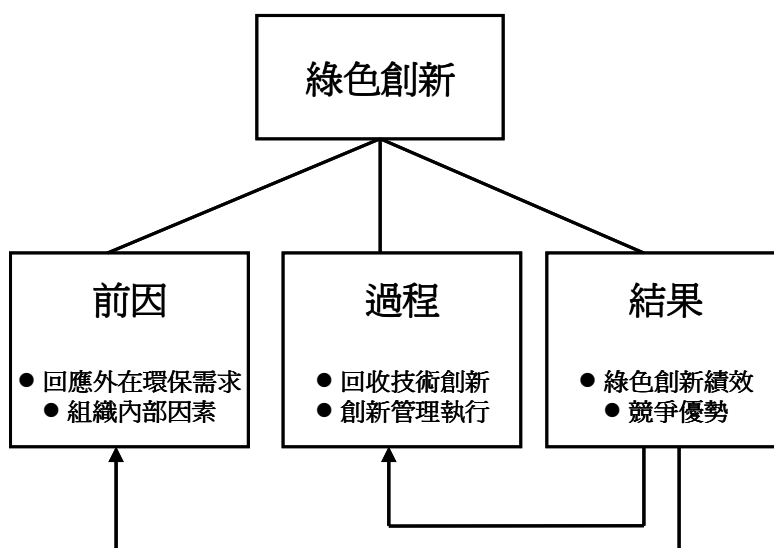 綠色創新
前因
● 回應外在環保需求
● 組織內部因素
過程
● 回收技術創新
● 創新管理執行
結果
● 綠色創新績效
● 競爭優勢